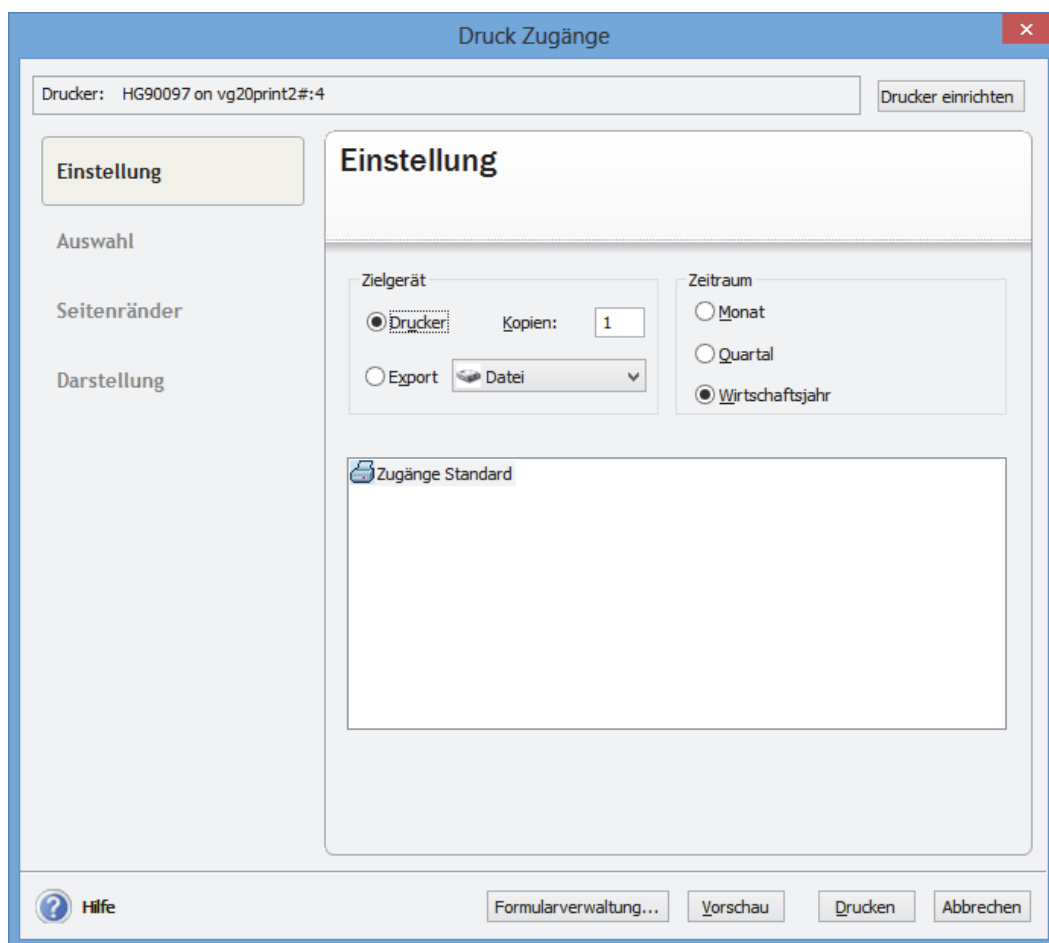 Druck Zugänge
Drucker: HG90097 on vg20print2#:4
Drucker einrichten
Einstellung
Auswahl
Seitenränder
Darstellung
Einstellung
Zielgerät
Drucker Kopien: 1
Export Datei
Zeitraum
Monat
Quartal
Wirtschaftsjahr
Zugänge Standard
Hilfe
Formularverwaltung...
Vorschau
Drucken
Abbrechen